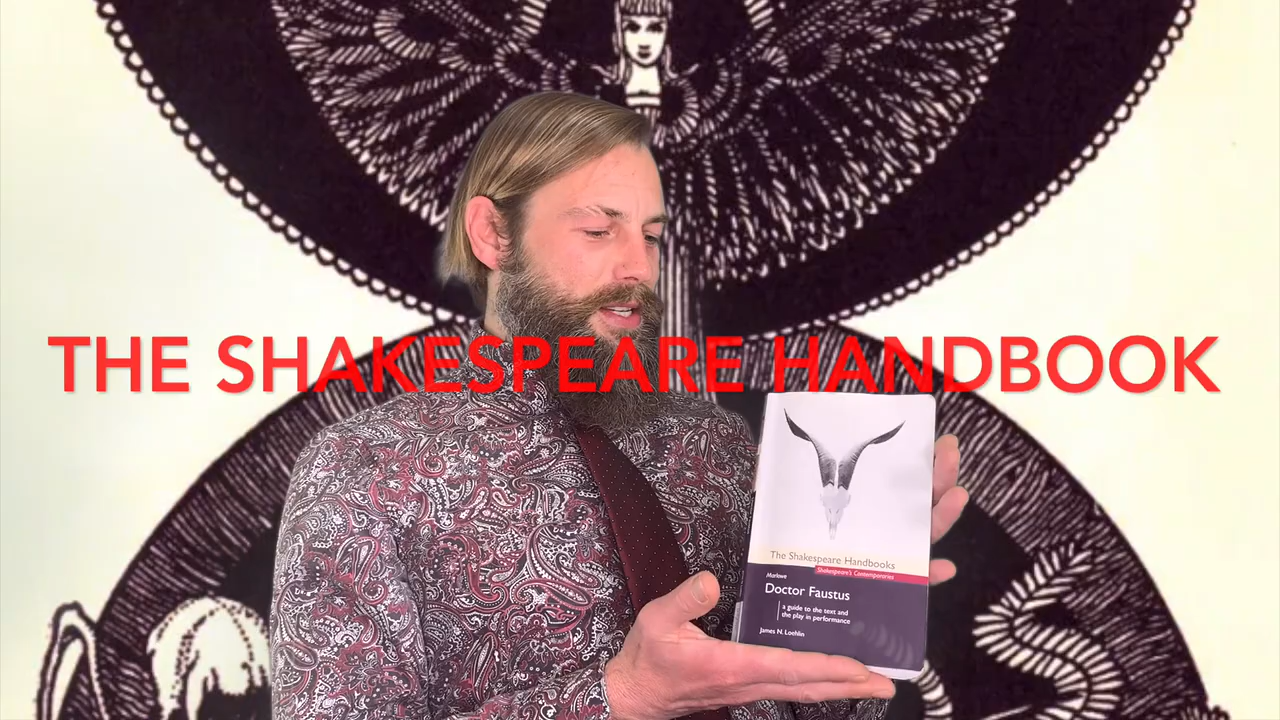 THE SHAKESPEARE HANDBOOK
The Shakespeare Handbooks
Shakespeare's Contemporaries
Marlowe
Doctor Faustus
a guide to the text and
the play in performance
James N. Loehlin